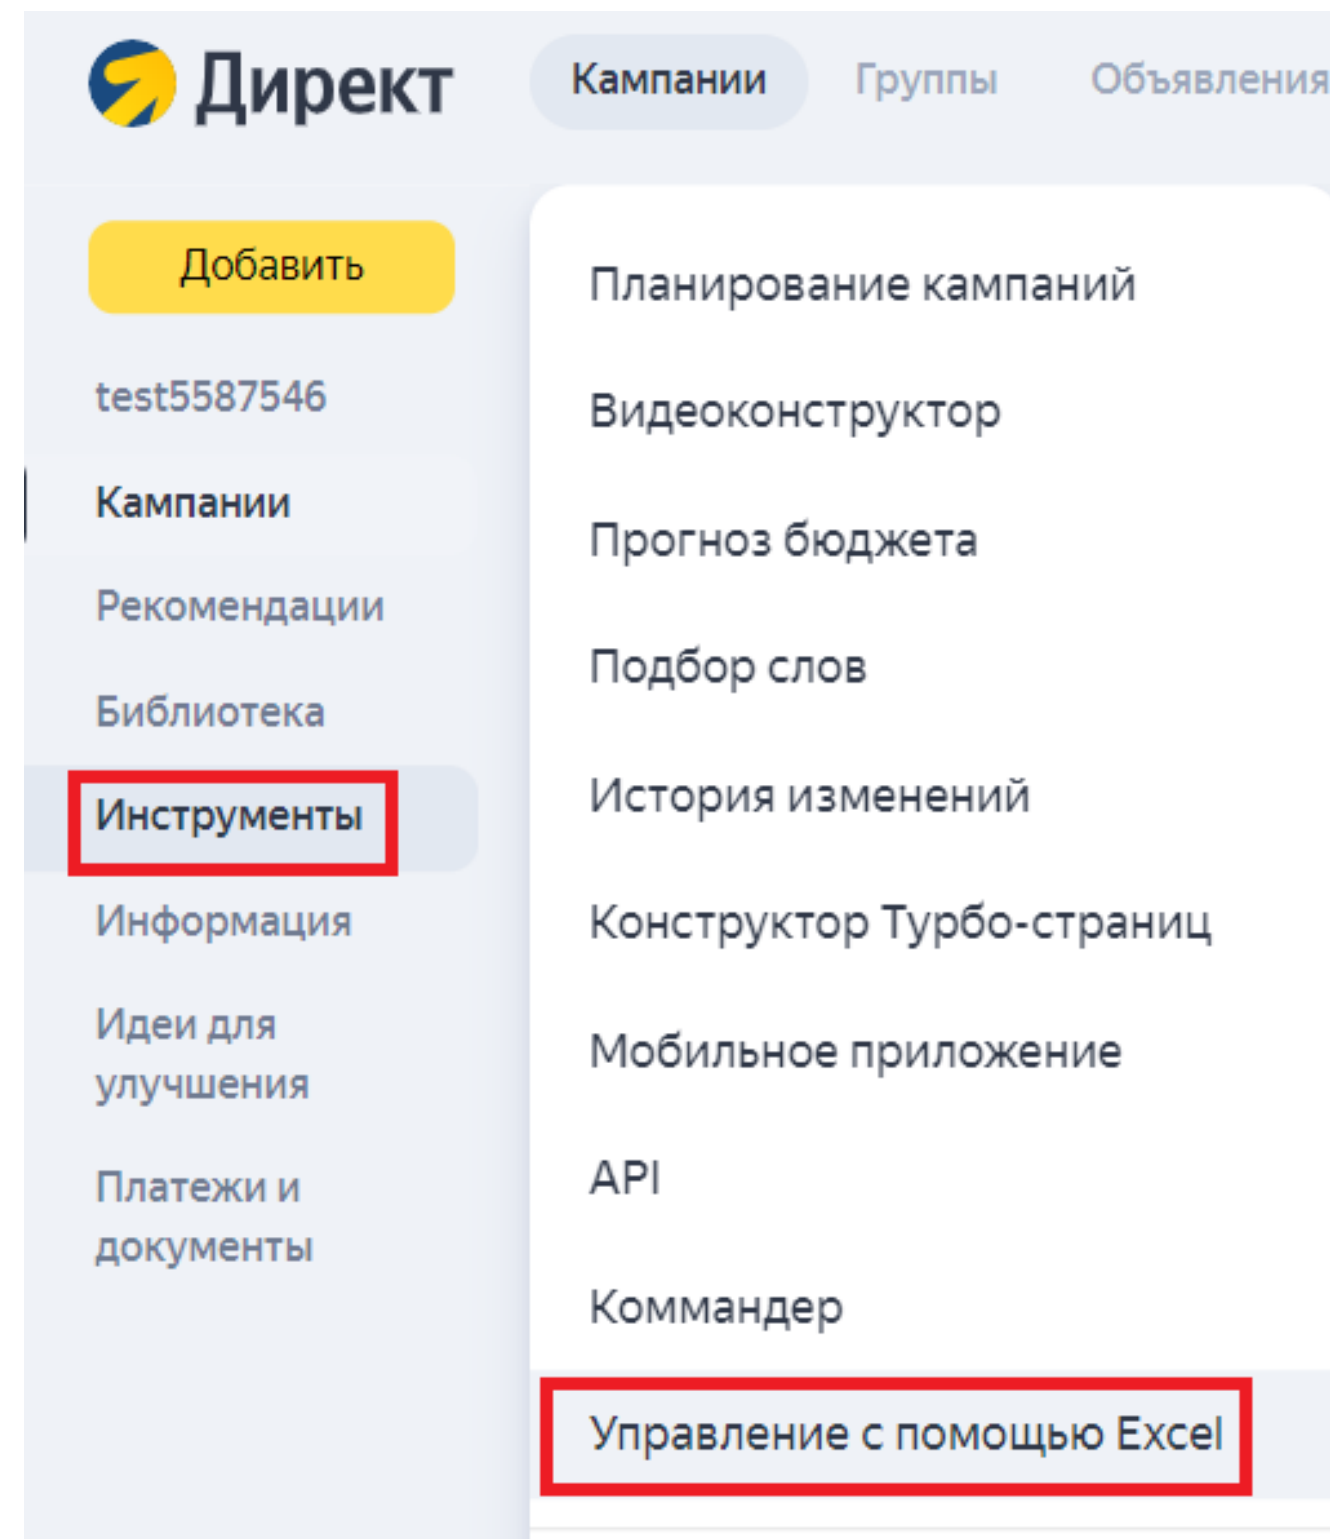 Директ
Кампании
Группы
Объявления
Добавить
test5587546
Кампании
Рекомендации
Библиотека
Инструменты
Информация
Идеи для
улучшения
Платежи и
документы
Планирование кампаний
Видеоконструктор
Прогноз бюджета
Подбор слов
История изменений
Конструктор Турбо-страниц
Мобильное приложение
API
Коммандер
Управление с помощью Excel